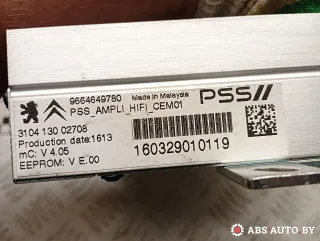 9664649780 Made in Malaysia
PSS_AMPLI_HIFI_CEM01 PSS//
3104 130 02708
Production date:1613
mC: V 4.05
EEPROM: V E.00
160329010119
ABS AUTO BY